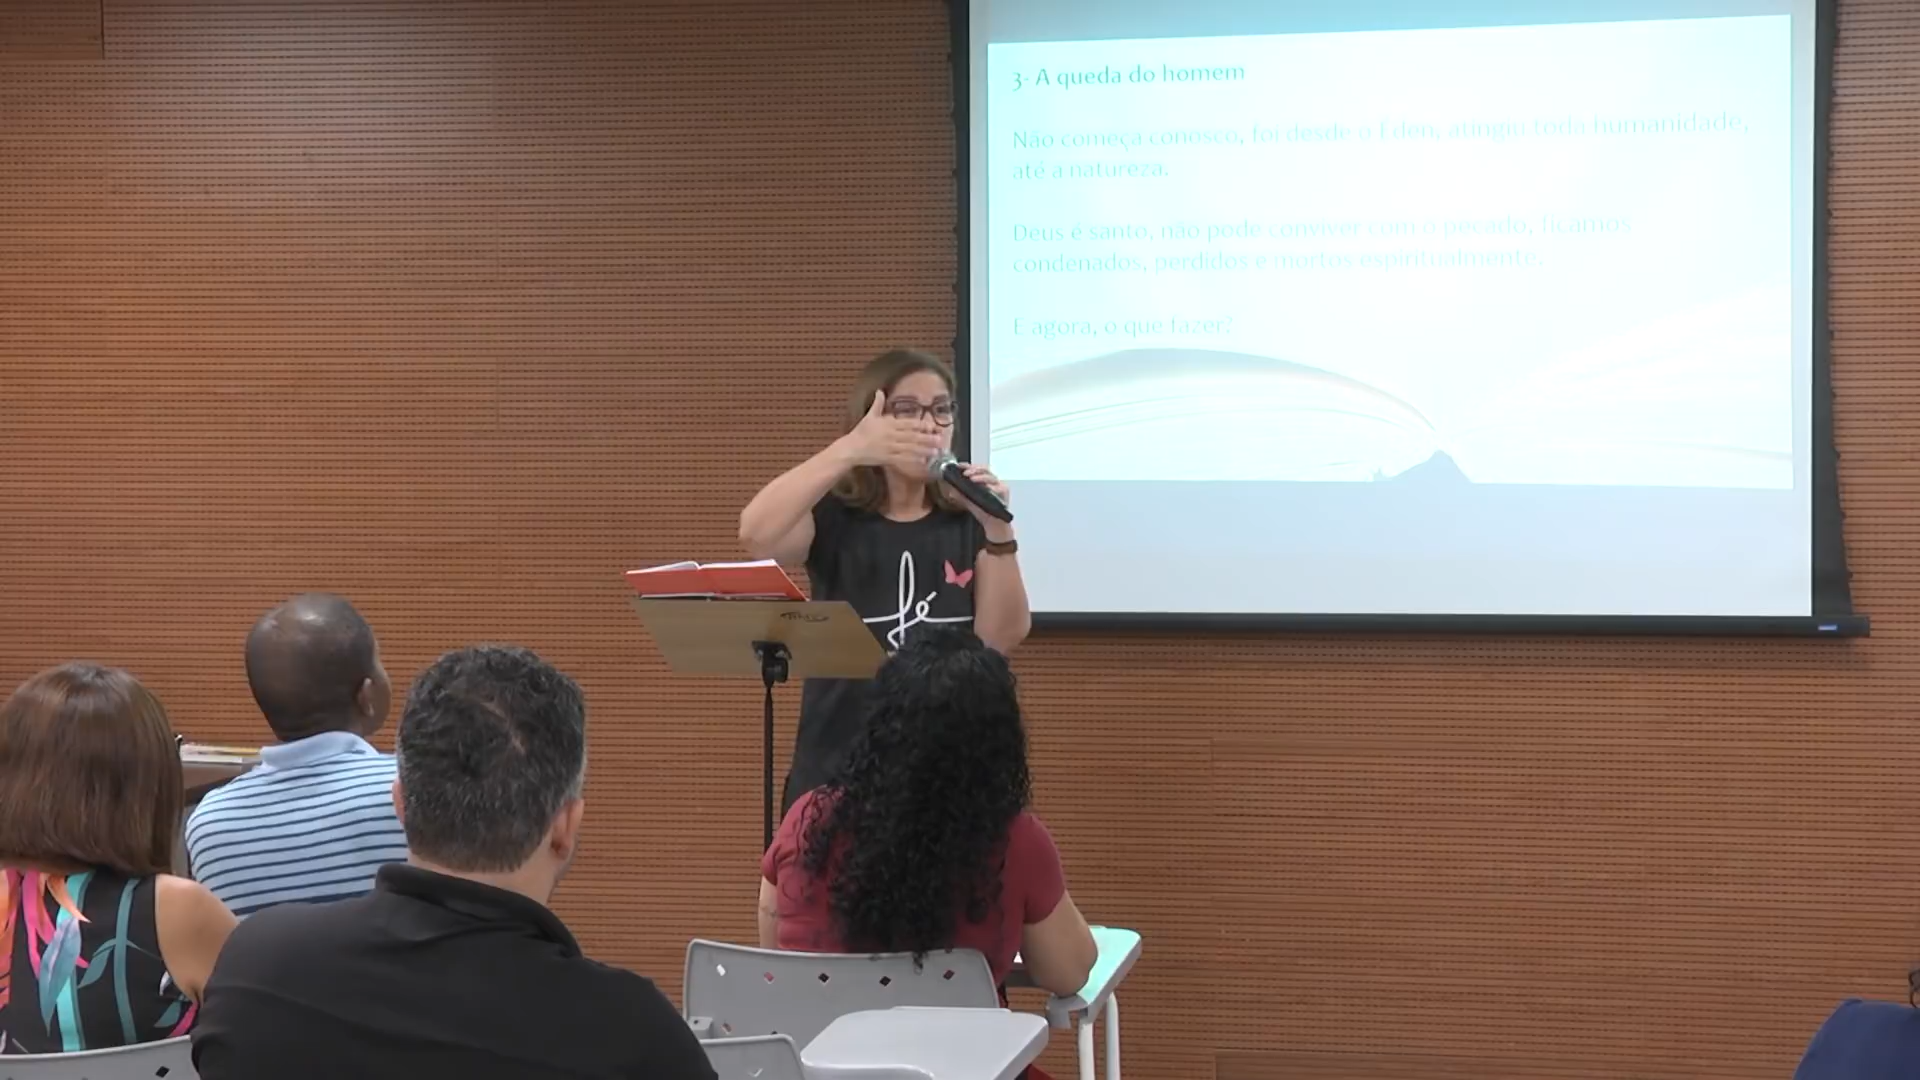 3- A queda do homem
Não começa conosco, foi desde o Éden, atingiu toda humanidade,
até a natureza.
Deus é santo, não pode conviver com o pecado, ficamos
condenados, perdidos e mortos espiritualmente.
E agora, o que fazer?
fé